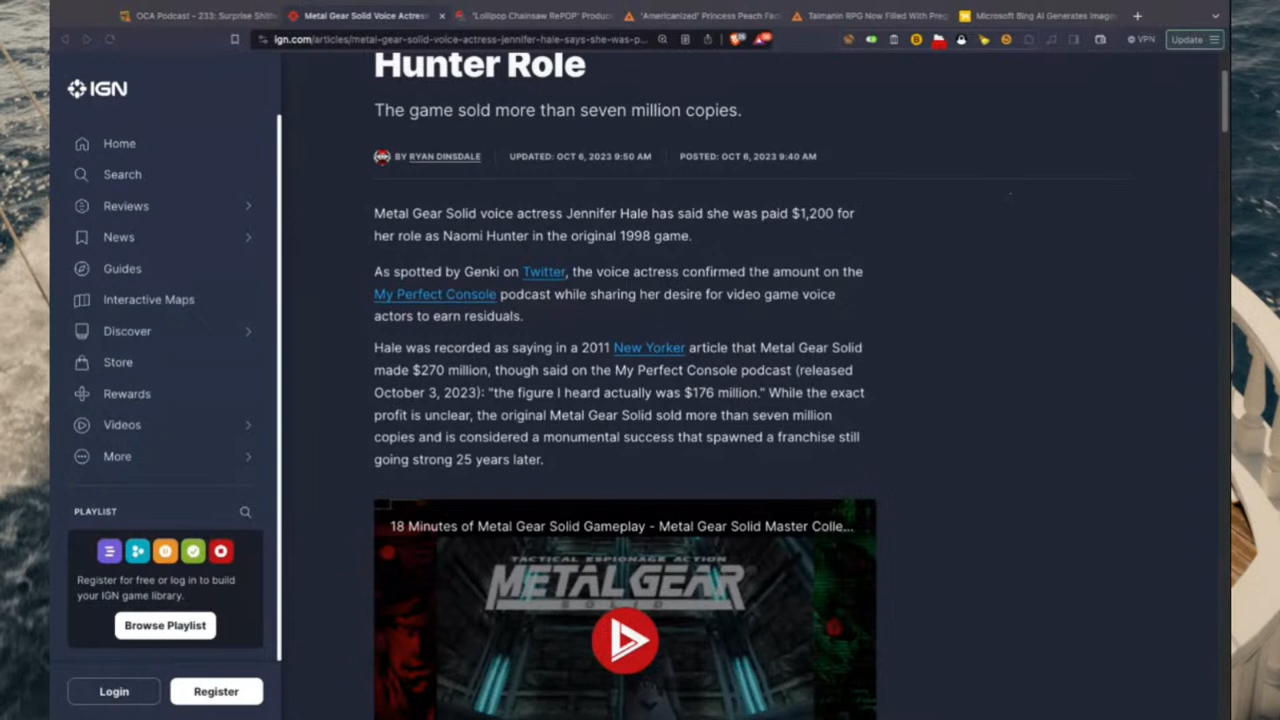 OCA Podcast - 233: Surprise Shitt
Metal Gear Solid Voice Actress
"Lollipop Chainsaw RePOP" Produc
'Americanized' Princess Peach Fac
Taimanin RPG Now Filled With Preg
Microsoft Bing AI Generates Imag
ign.com/articles/metal-gear-solid-voice-actress-jennifer-hale-says-she-was-p...
VPN
Update
IGN
Home
Search
Reviews
News
Guides
Interactive Maps
Discover
Store
Rewards
Videos
More
PLAYLIST
Register for free or log in to build
your IGN game library.
Browse Playlist
Login
Register
Hunter Role
The game sold more than seven million copies.
BY RYAN DINSDALE
UPDATED: OCT 6, 2023 9:50 AM
POSTED: OCT 6, 2023 9:40 AM
Metal Gear Solid voice actress Jennifer Hale has said she was paid $1,200 for
her role as Naomi Hunter in the original 1998 game.
As spotted by Genki on Twitter, the voice actress confirmed the amount on the
My Perfect Console podcast while sharing her desire for video game voice
actors to earn residuals.
Hale was recorded as saying in a 2011 New Yorker article that Metal Gear Solid
made $270 million, though said on the My Perfect Console podcast (released
October 3, 2023): "the figure I heard actually was $176 million." While the exact
profit is unclear, the original Metal Gear Solid sold more than seven million
copies and is considered a monumental success that spawned a franchise still
going strong 25 years later.
18 Minutes of Metal Gear Solid Gameplay - Metal Gear Solid Master Colle...
TACTICAL ESPIONAGE ACTION
METAL GEAR
SOLID